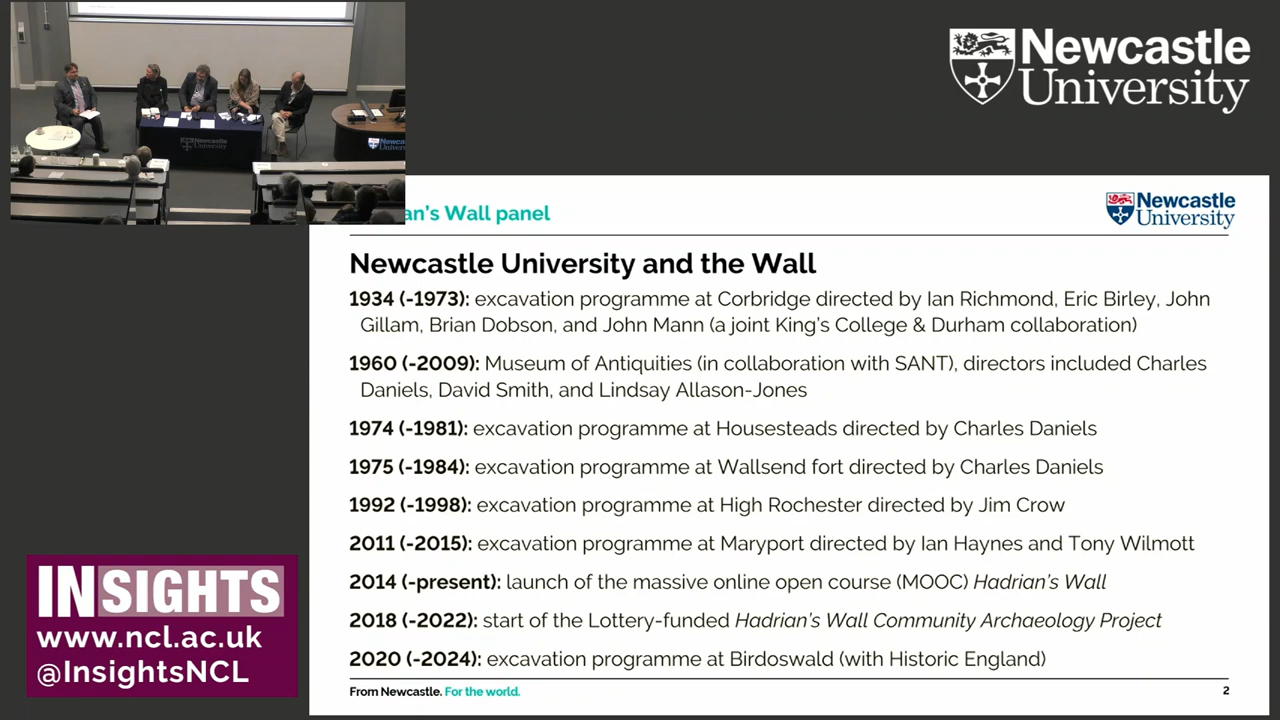 Newcastle
University
Newcastle
University
an's Wall panel
Newcastle
University
Newcastle University and the Wall
1934 (-1973): excavation programme at Corbridge directed by Ian Richmond, Eric Birley, John
Gillam, Brian Dobson, and John Mann (a joint King's College & Durham collaboration)
1960 (-2009): Museum of Antiquities (in collaboration with SANT), directors included Charles
Daniels, David Smith, and Lindsay Allason-Jones
1974 (-1981): excavation programme at Housesteads directed by Charles Daniels
1975 (-1984): excavation programme at Wallsend fort directed by Charles Daniels
1992 (-1998): excavation programme at High Rochester directed by Jim Crow
2011 (-2015): excavation programme at Maryport directed by Ian Haynes and Tony Wilmott
2014 (-present): launch of the massive online open course (MOOC) Hadrian's Wall
2018 (-2022): start of the Lottery-funded Hadrian's Wall Community Archaeology Project
2020 (-2024): excavation programme at Birdoswald (with Historic England)
From Newcastle. For the world.
2
INSIGHTS
www.ncl.ac.uk
@InsightsNCL